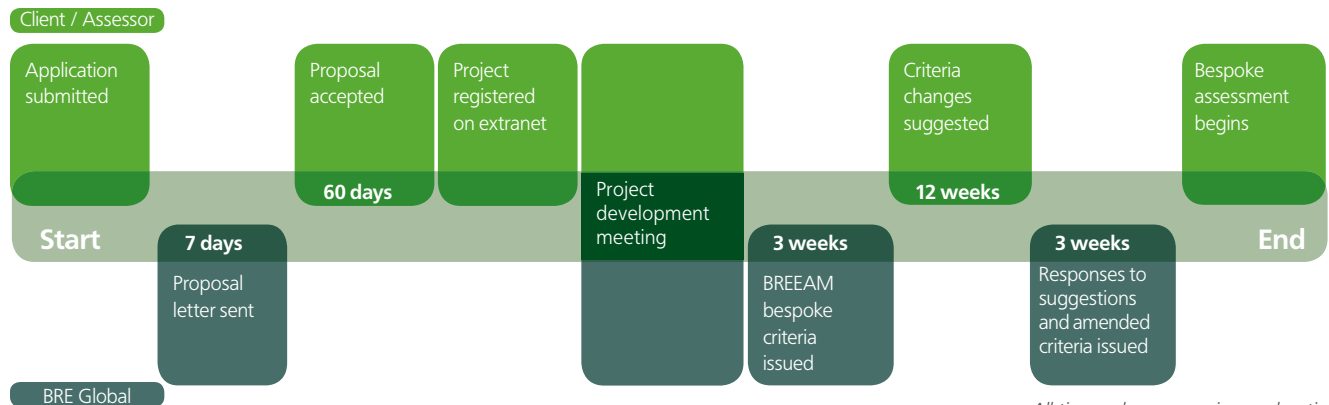 Client / Assessor
Application
submitted
Proposal
accepted
Project
registered
on extranet
Criteria
changes
suggested
Bespoke
assessment
begins
60 days
Project
development
meeting
12 weeks
Start
7 days
3 weeks
3 weeks
End
Proposal
letter sent
BREEAM
bespoke
criteria
issued
Responses to
suggestions
and amended
criteria issued
BRE Global